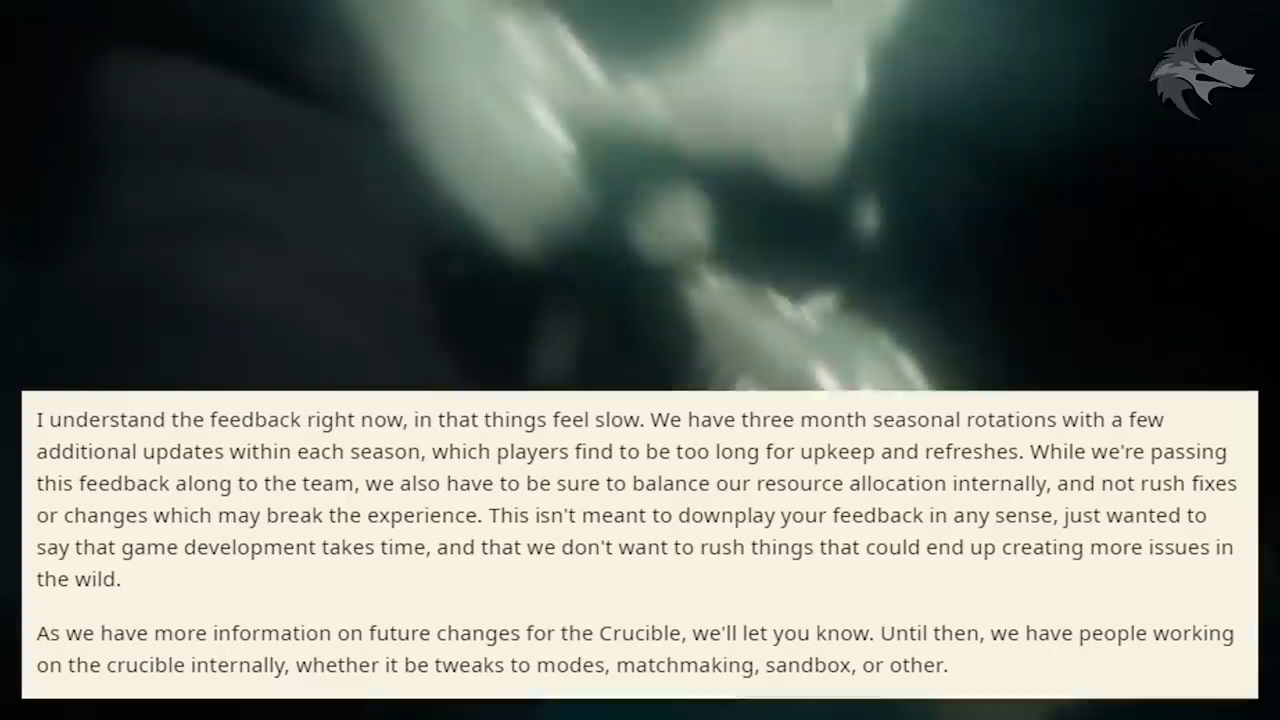 I understand the feedback right now, in that things feel slow. We have three month seasonal rotations with a few
additional updates within each season, which players find to be too long for upkeep and refreshes. While we're passing
this feedback along to the team, we also have to be sure to balance our resource allocation internally, and not rush fixes
or changes which may break the experience. This isn't meant to downplay your feedback in any sense, just wanted to
say that game development takes time, and that we don't want to rush things that could end up creating more issues in
the wild.
As we have more information on future changes for the Crucible, we'll let you know. Until then, we have people working
on the crucible internally, whether it be tweaks to modes, matchmaking, sandbox, or other.